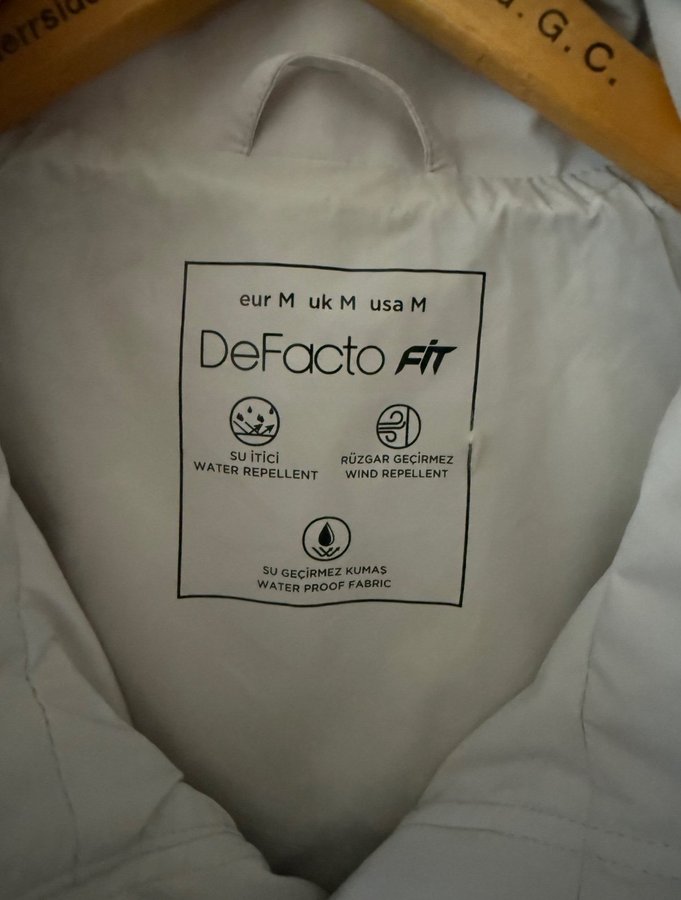 G.C.
eur M uk M usa M
DeFacto FİT
SU İTİCİ
WATER REPELLENT
RÜZGAR GEÇİRMEZ
WIND REPELLENT
SU GEÇİRMEZ KUMAŞ
WATER PROOF FABRIC